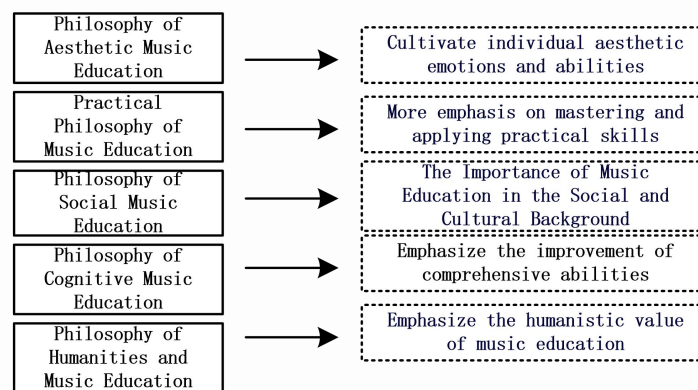 Philosophy of
Aesthetic Music
Education
Cultivate individual aesthetic
emotions and abilities
Practical
Philosophy of
Music Education
More emphasis on mastering and
applying practical skills
Philosophy of
Social Music
Education
The Importance of Music
Education in the Social and
Cultural Background
Philosophy of
Cognitive Music
Education
Emphasize the improvement of
comprehensive abilities
Philosophy of
Humanities and
Music Education
Emphasize the humanistic value
of music education